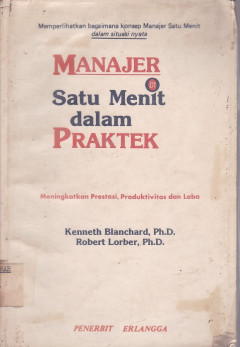 Memperlihatkan bagaimana konsep Manajer Satu Menit
dalam situasi nyata
MANAJER
Satu Menit
dalam
PRAKTEK
Meningkatkan Prestasi, Produktivitas dan Laba
Kenneth Blanchard, Ph.D.
Robert Lorber, Ph.D.
PENERBIT ERLANGGA